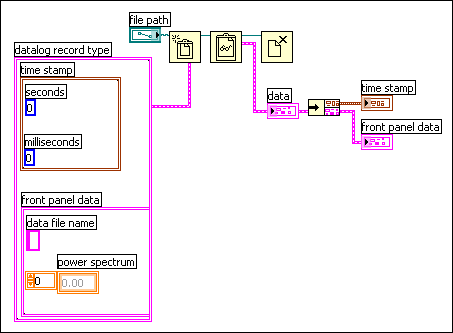 file path
datalog record type
time stamp
seconds
0
milliseconds
0
front panel data
data file name
power spectrum
0
0.00
data
time stamp
front panel data